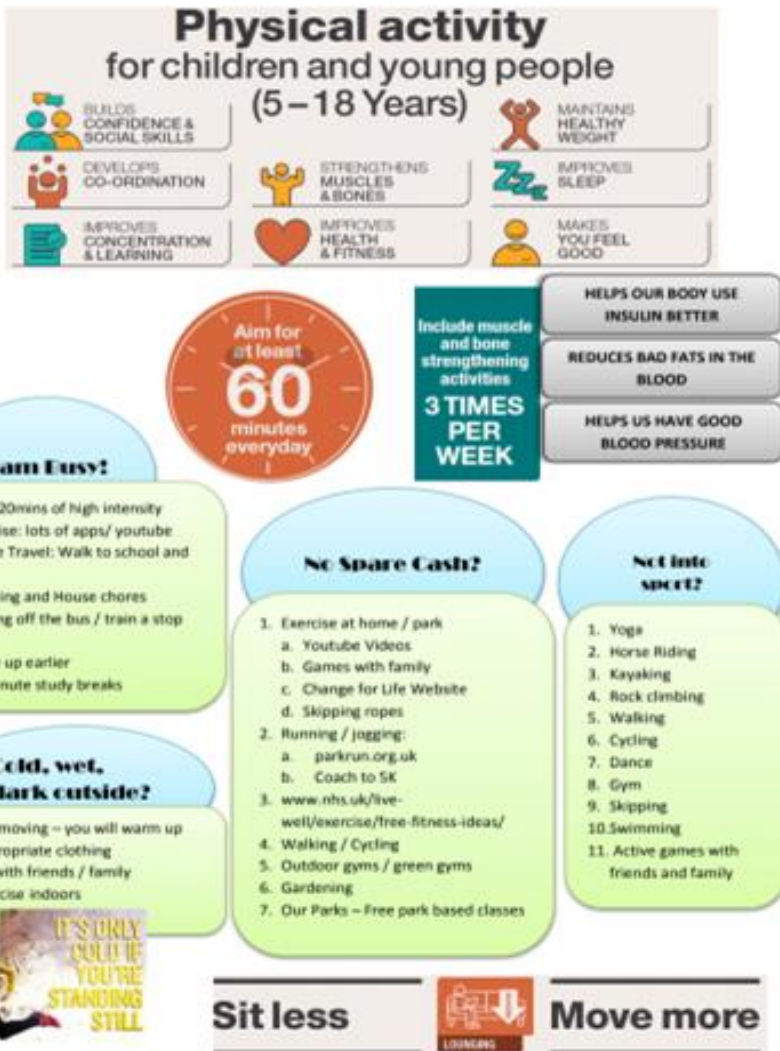 Physical activity
for children and young people
(5–18 Years)
BUILDS
CONFIDENCE &
SOCIAL SKILLS
DEVELOPS
CO-ORDINATION
IMPROVES
CONCENTRATION
& LEARNING
STRENGTHENS
MUSCLES
& BONES
IMPROVES
HEALTH
& FITNESS
MAINTAINS
HEALTHY
WEIGHT
IMPROVES
SLEEP
MAKES
YOU FEEL
GOOD
Aim for
at least
60
minutes
everyday
Include muscle
and bone
strengthening
activities
3 TIMES
PER
WEEK
HELPS OUR BODY USE
INSULIN BETTER
REDUCES BAD FATS IN THE
BLOOD
HELPS US HAVE GOOD
BLOOD PRESSURE
am Busy!
20mins of high intensity
ise: lots of apps/ youtube
e Travel: Walk to school and
ing and House chores
ng off the bus / train a stop
up earlier
nute study breaks
Cold, wet,
dark outside?
moving – you will warm up
ropriate clothing
with friends / family
cise indoors
IT'S ONLY
COLD IF
YOU'RE
STANDING
STILL
No Spare Cash?
1. Exercise at home / park
a. Youtube Videos
b. Games with family
c. Change for Life Website
d. Skipping ropes
2. Running / jogging:
a. parkrun.org.uk
b. Coach to 5K
3. www.nhs.uk/live-
well/exercise/free-fitness-ideas/
4. Walking / Cycling
5. Outdoor gyms / green gyms
6. Gardening
7. Our Parks – Free park based classes
Not into
sport?
1. Yoga
2. Horse Riding
3. Kayaking
4. Rock climbing
5. Walking
6. Cycling
7. Dance
8. Gym
9. Skipping
10.Swimming
11. Active games with
friends and family
Sit less
LOUNGING
Move more